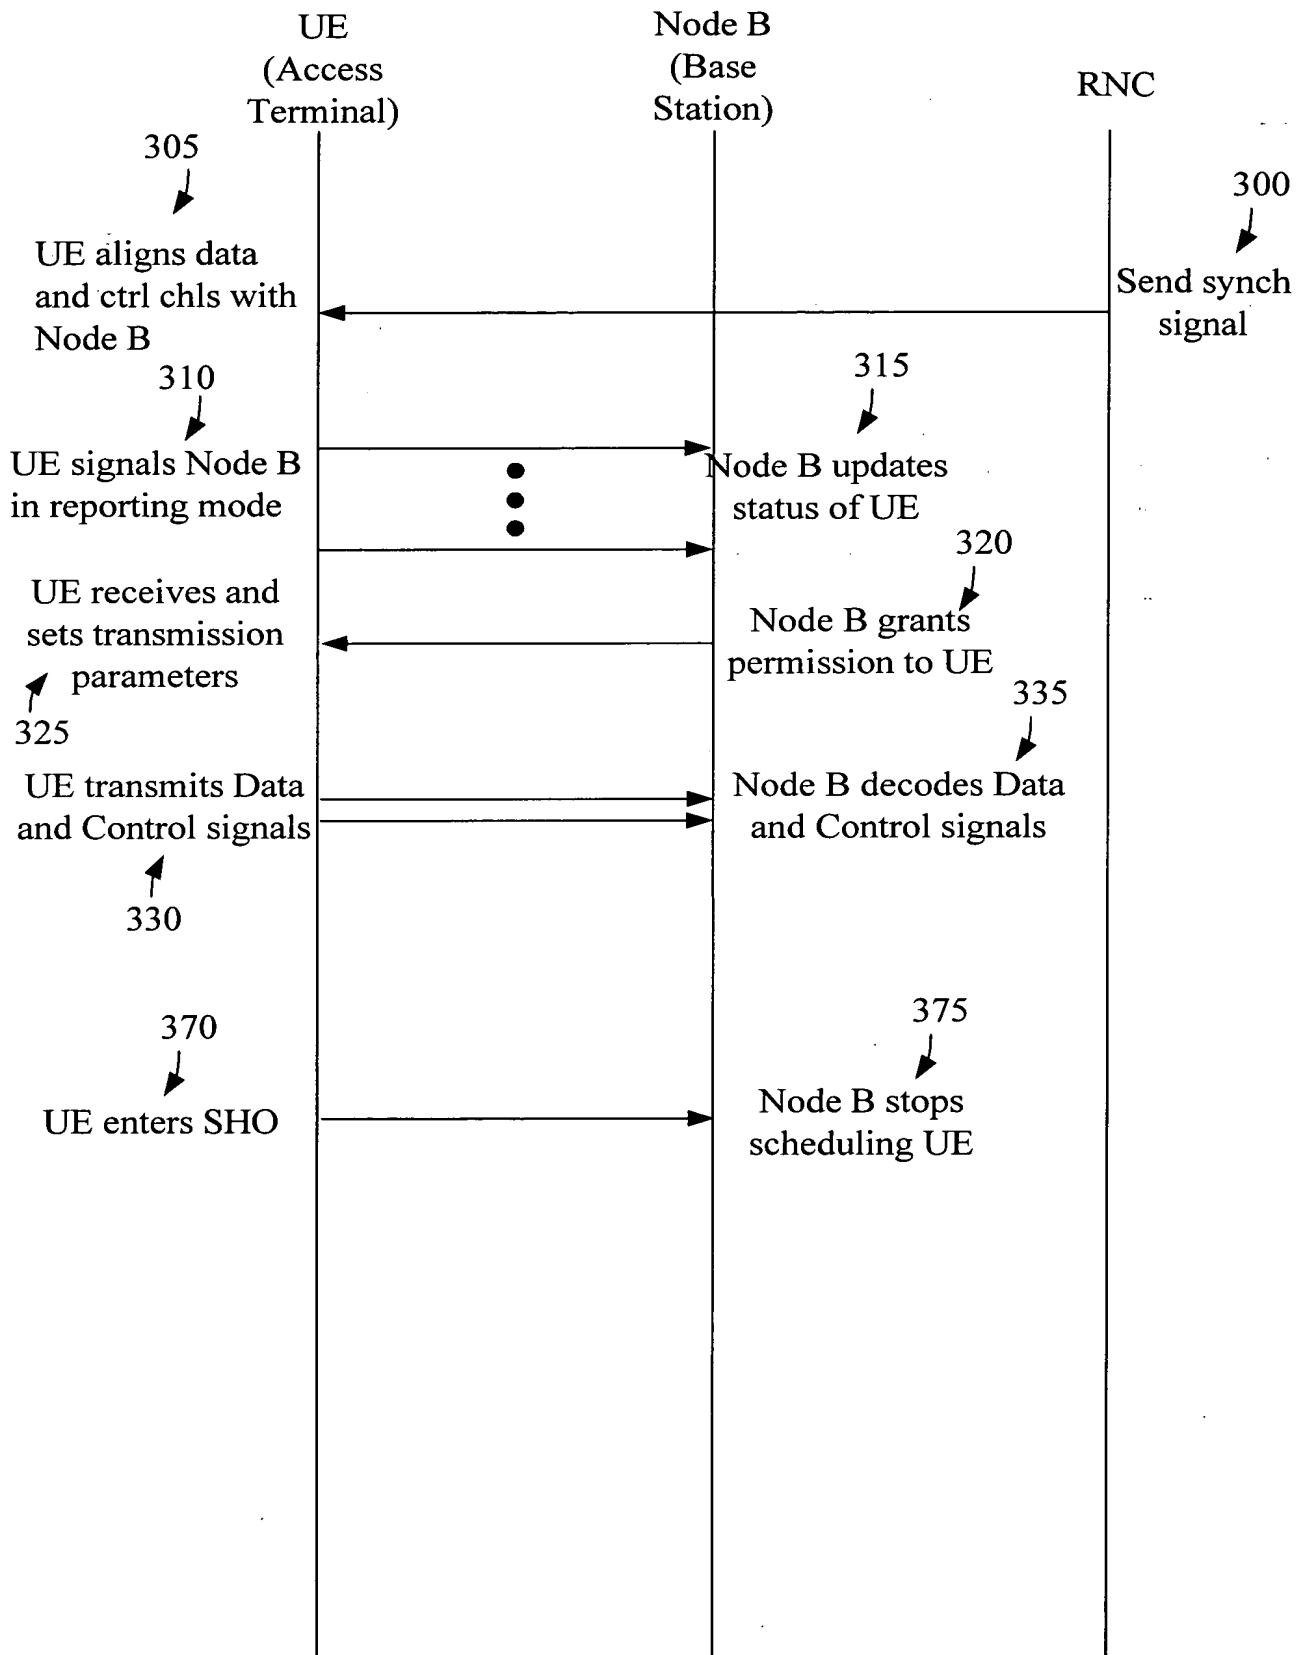 UE
(Access
Terminal)
Node B
(Base
Station)
RNC
305
300
UE aligns data
and ctrl chls with
Node B
Send synch
signal
310
315
UE signals Node B
in reporting mode
Node B updates
status of UE
320
UE receives and
sets transmission
parameters
Node B grants
permission to UE
325
335
UE transmits Data
and Control signals
Node B decodes Data
and Control signals
330
370
375
UE enters SHO
Node B stops
scheduling UE